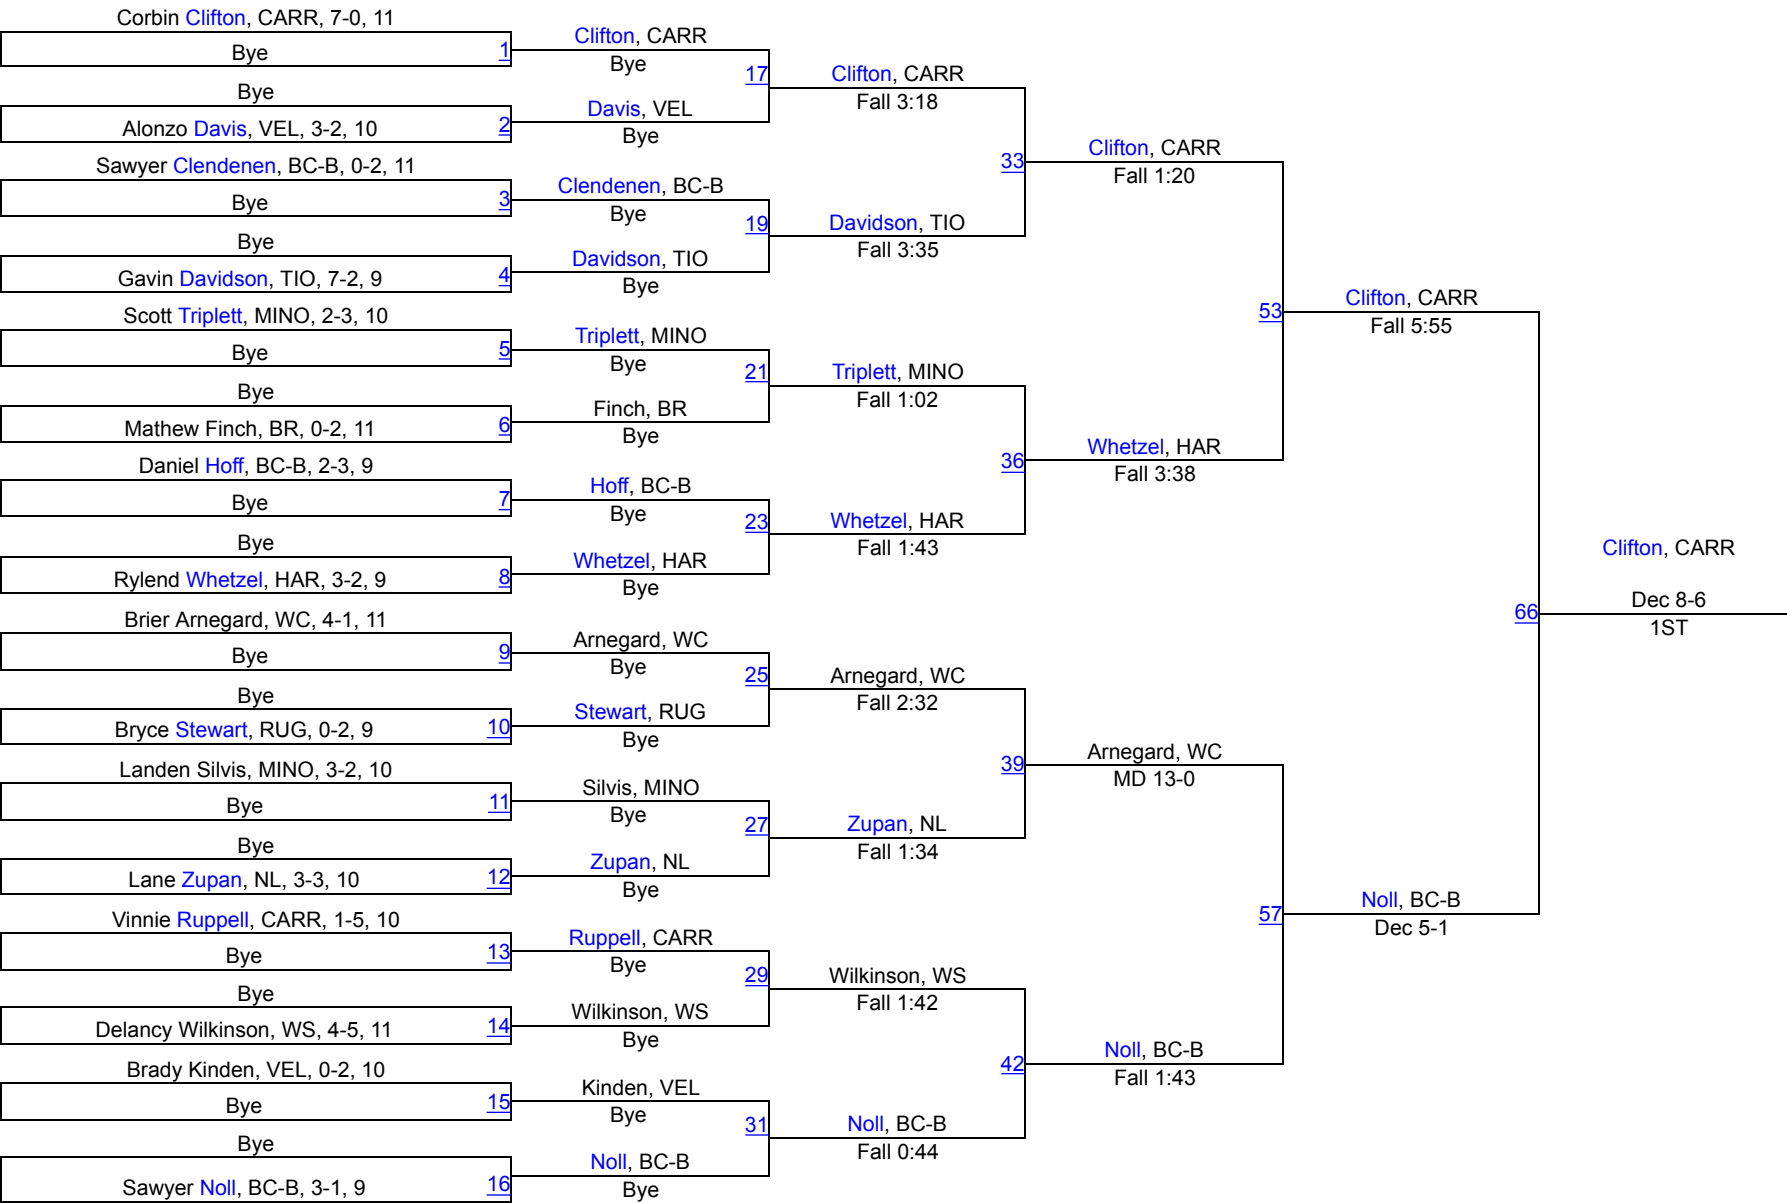 Corbin Clifton, CARR, 7-0, 11
Bye
1
Bye
Alonzo Davis, VEL, 3-2, 10
2
Sawyer Clendenen, BC-B, 0-2, 11
Bye
3
Bye
Gavin Davidson, TIO, 7-2, 9
4
Scott Triplett, MINO, 2-3, 10
Bye
5
Bye
Mathew Finch, BR, 0-2, 11
6
Daniel Hoff, BC-B, 2-3, 9
Bye
7
Bye
Rylend Whetzel, HAR, 3-2, 9
8
Brier Arnegard, WC, 4-1, 11
Bye
9
Bye
Bryce Stewart, RUG, 0-2, 9
10
Landen Silvis, MINO, 3-2, 10
Bye
11
Bye
Lane Zupan, NL, 3-3, 10
12
Vinnie Ruppell, CARR, 1-5, 10
Bye
13
Bye
Delancy Wilkinson, WS, 4-5, 11
14
Brady Kinden, VEL, 0-2, 10
Bye
15
Bye
Sawyer Noll, BC-B, 3-1, 9
16
Clifton, CARR
Bye
17
Davis, VEL
Bye
Clendenen, BC-B
Bye
19
Davidson, TIO
Bye
Triplett, MINO
Bye
21
Finch, BR
Bye
Hoff, BC-B
Bye
23
Whetzel, HAR
Bye
Arnegard, WC
Bye
25
Stewart, RUG
Bye
Silvis, MINO
Bye
27
Zupan, NL
Bye
Ruppell, CARR
Bye
29
Wilkinson, WS
Bye
Kinden, VEL
Bye
31
Noll, BC-B
Bye
Clifton, CARR
Fall 3:18
33
Davidson, TIO
Fall 3:35
Triplett, MINO
Fall 1:02
36
Whetzel, HAR
Fall 1:43
Arnegard, WC
Fall 2:32
39
Zupan, NL
Fall 1:34
Wilkinson, WS
Fall 1:42
42
Noll, BC-B
Fall 0:44
Clifton, CARR
Fall 1:20
53
Whetzel, HAR
Fall 3:38
Arnegard, WC
MD 13-0
57
Noll, BC-B
Fall 1:43
Clifton, CARR
Fall 5:55
66
Noll, BC-B
Dec 5-1
Clifton, CARR
Dec 8-6
1ST